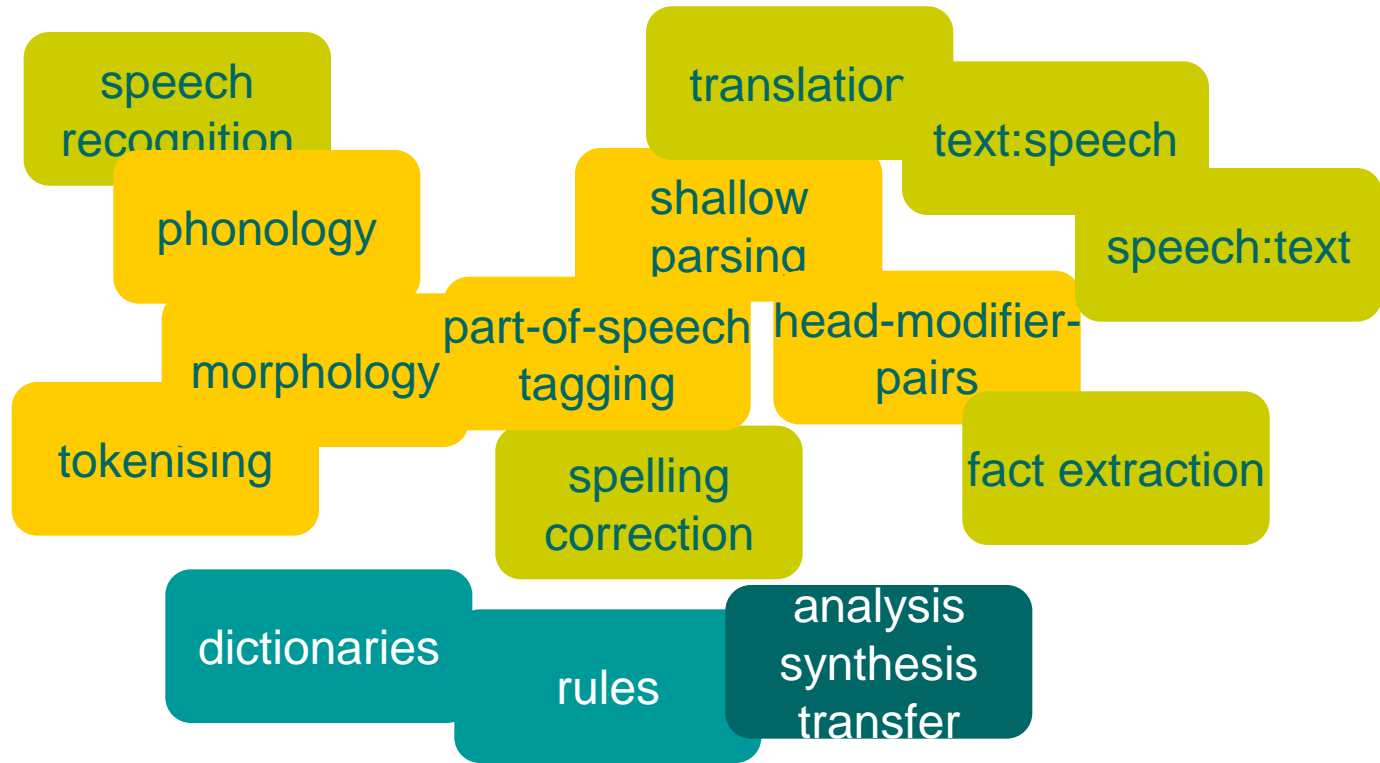 speech
recognition
translation
text:speech
speech:text
phonology
shallow
parsing
part-of-speech
tagging
head-modifier-
pairs
morphology
tokenising
spelling
correction
fact extraction
dictionaries
rules
analysis
synthesis
transfer